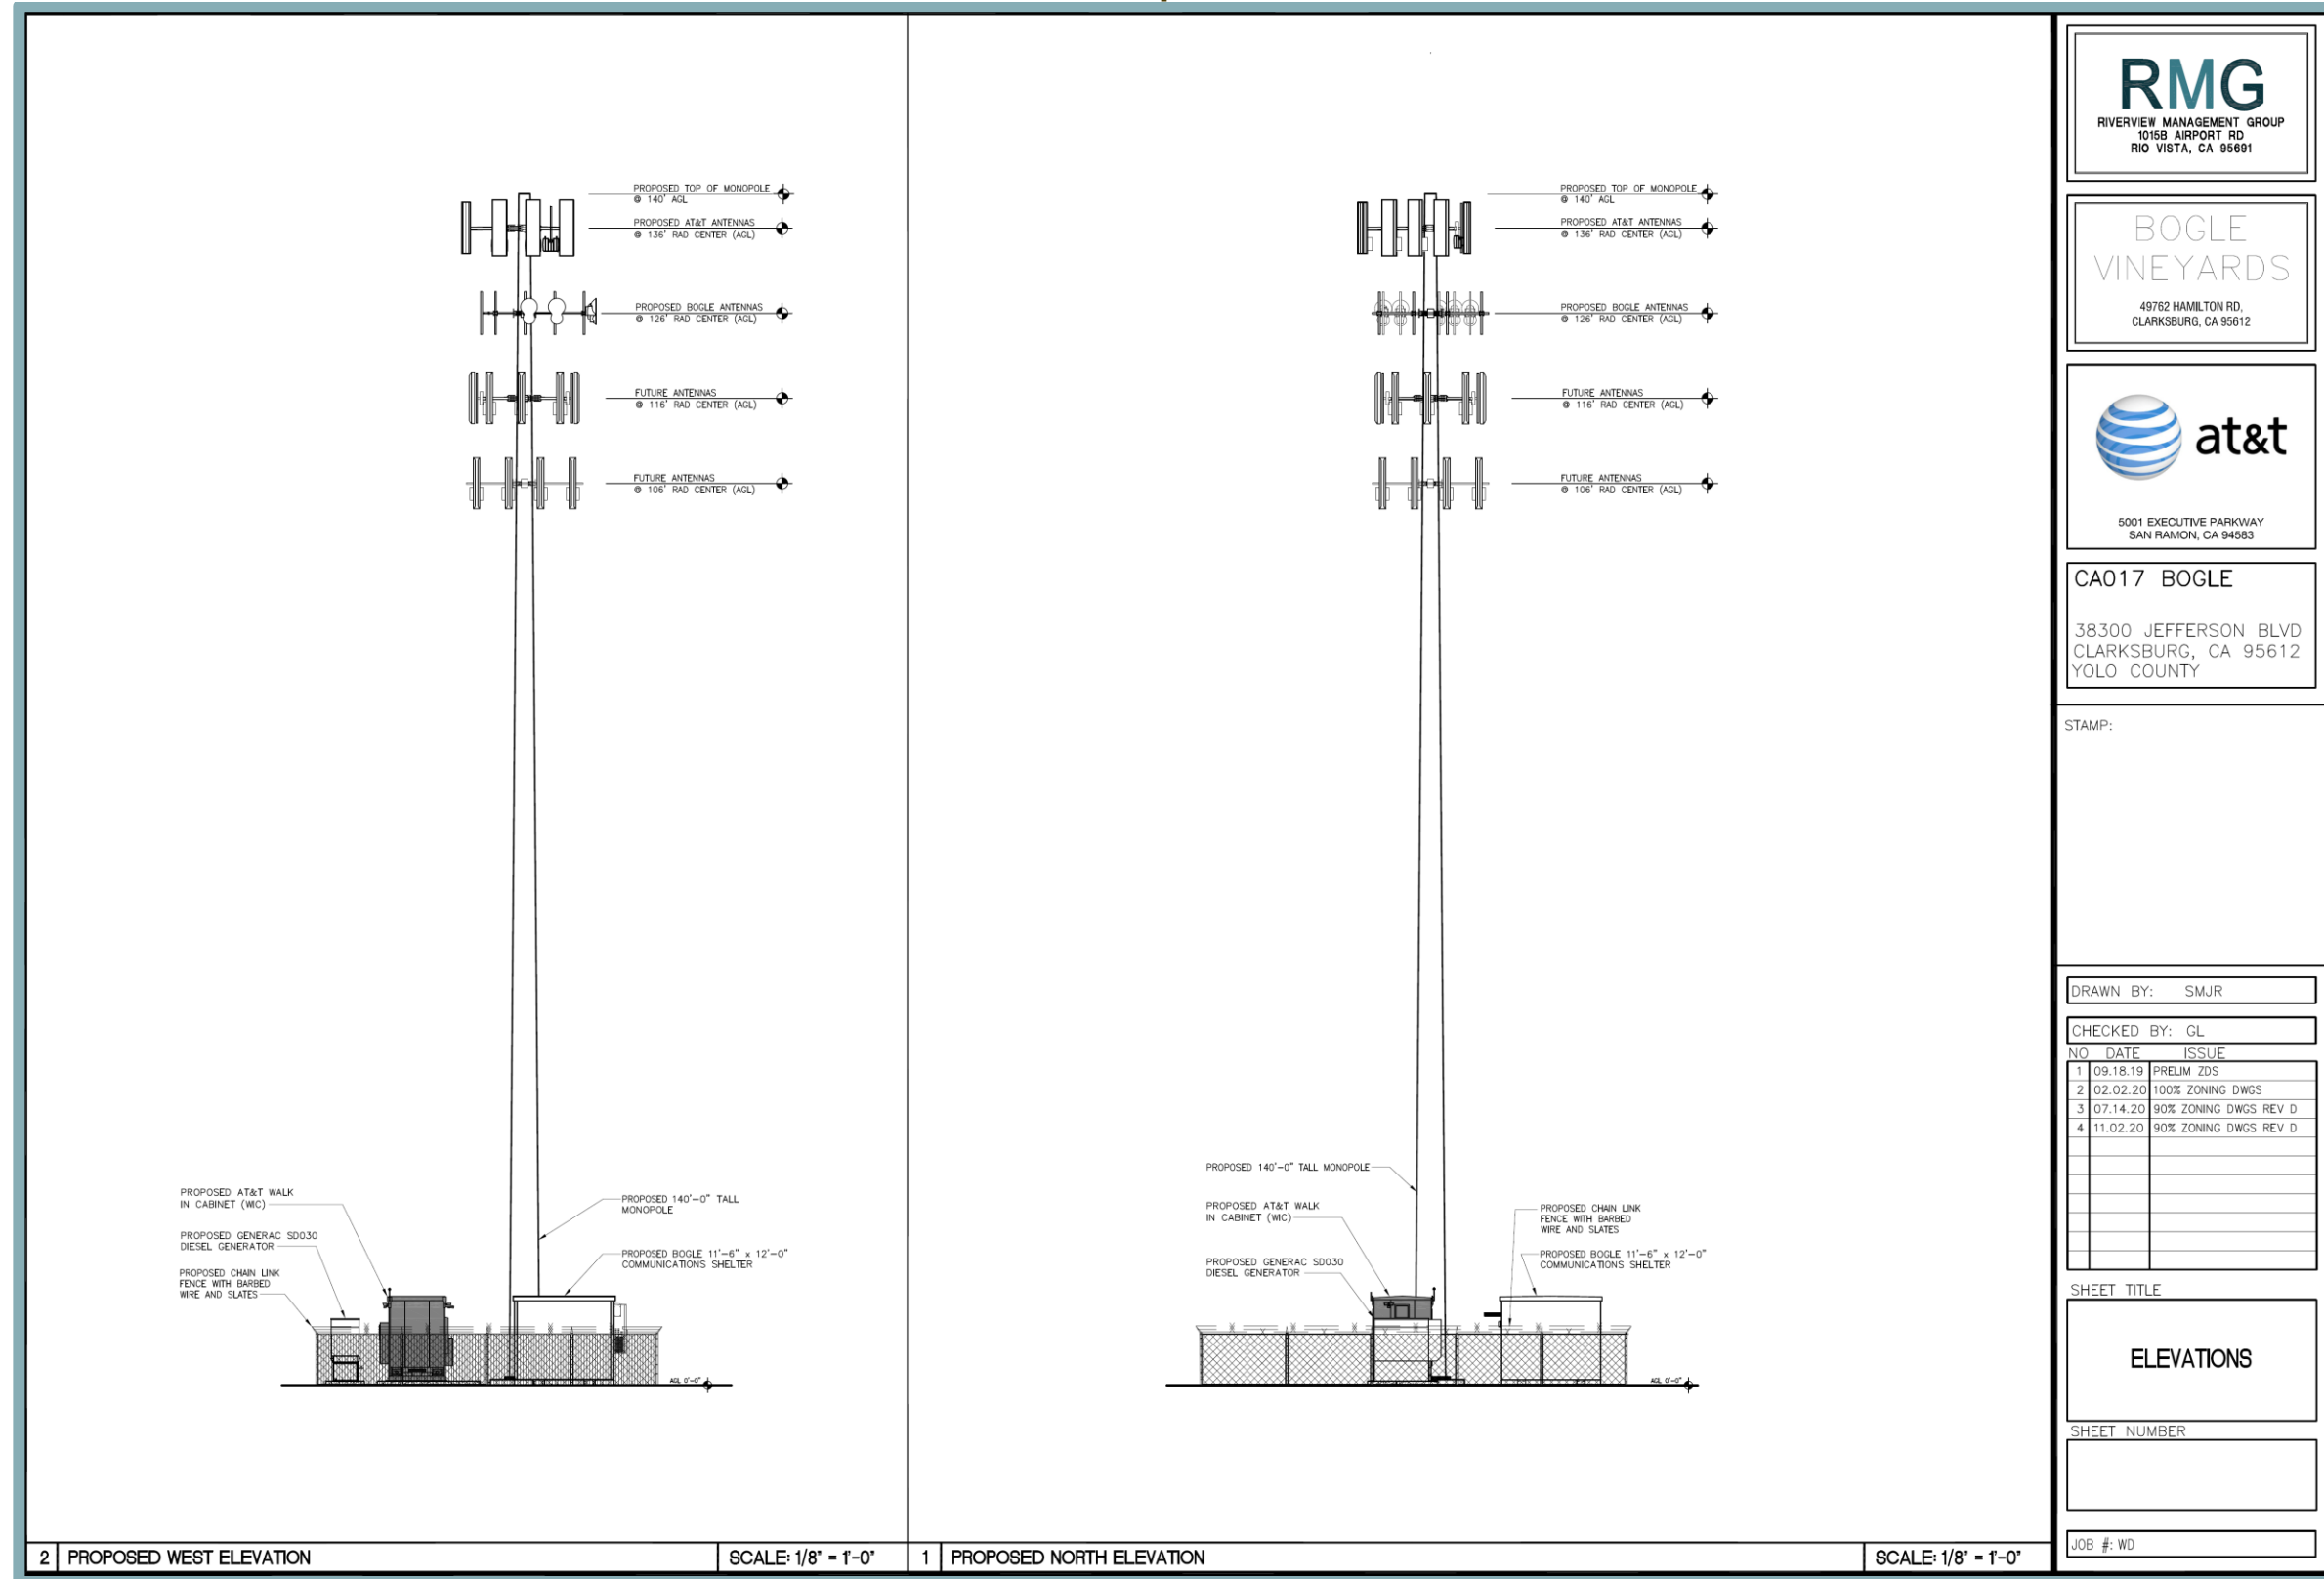 PROPOSED TOP OF MONOPOLE
@ 140' AGL
PROPOSED AT&T ANTENNAS
@ 136' RAD CENTER (AGL)
PROPOSED BOGLE ANTENNAS
@ 126' RAD CENTER (AGL)
FUTURE ANTENNAS
@ 116' RAD CENTER (AGL)
FUTURE ANTENNAS
@ 106' RAD CENTER (AGL)
PROPOSED AT&T WALK
IN CABINET (WIC)
PROPOSED GENERAC SD030
DIESEL GENERATOR
PROPOSED CHAIN LINK
FENCE WITH BARBED
WIRE AND SLATES
PROPOSED 140'-0" TALL
MONOPOLE
PROPOSED BOGLE 11'-6" x 12'-0"
COMMUNICATIONS SHELTER
AGL 0'-0"
2 PROPOSED WEST ELEVATION SCALE: 1/8" = 1'-0"
PROPOSED TOP OF MONOPOLE
@ 140' AGL
PROPOSED AT&T ANTENNAS
@ 136' RAD CENTER (AGL)
PROPOSED BOGLE ANTENNAS
@ 126' RAD CENTER (AGL)
FUTURE ANTENNAS
@ 116' RAD CENTER (AGL)
FUTURE ANTENNAS
@ 106' RAD CENTER (AGL)
PROPOSED 140'-0" TALL MONOPOLE
PROPOSED AT&T WALK
IN CABINET (WIC)
PROPOSED GENERAC SD030
DIESEL GENERATOR
PROPOSED CHAIN LINK
FENCE WITH BARBED
WIRE AND SLATES
PROPOSED BOGLE 11'-6" x 12'-0"
COMMUNICATIONS SHELTER
AGL 0'-0"
1 PROPOSED NORTH ELEVATION SCALE: 1/8" = 1'-0"
RMG
RIVERVIEW MANAGEMENT GROUP
1015B AIRPORT RD
RIO VISTA, CA 95691
BOGLE
VINEYARDS
49762 HAMILTON RD,
CLARKSBURG, CA 95612
at&t
5001 EXECUTIVE PARKWAY
SAN RAMON, CA 94583
CA017 BOGLE
38300 JEFFERSON BLVD
CLARKSBURG, CA 95612
YOLO COUNTY
STAMP:
DRAWN BY: SMJR
CHECKED BY: GL
NO DATE ISSUE
1 09.18.19 PRELIM ZDS
2 02.02.20 100% ZONING DWGS
3 07.14.20 90% ZONING DWGS REV D
4 11.02.20 90% ZONING DWGS REV D
SHEET TITLE
ELEVATIONS
SHEET NUMBER
JOB #: WD